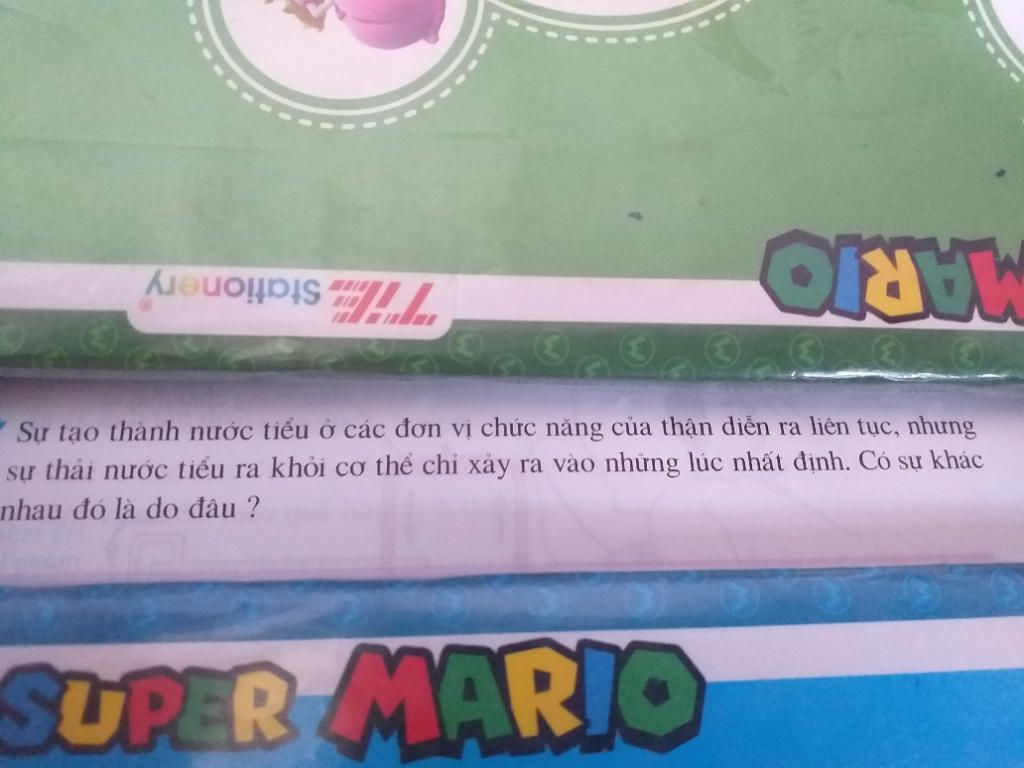 MARIO
TI
Stationery
Sự tạo thành nước tiểu ở các đơn vị chức năng của thận diễn ra liên tục, nhưng
sự thải nước tiểu ra khỏi cơ thể chỉ xảy ra vào những lúc nhất định. Có sự khác
nhau đó là do đâu ?
SUPER MARIO